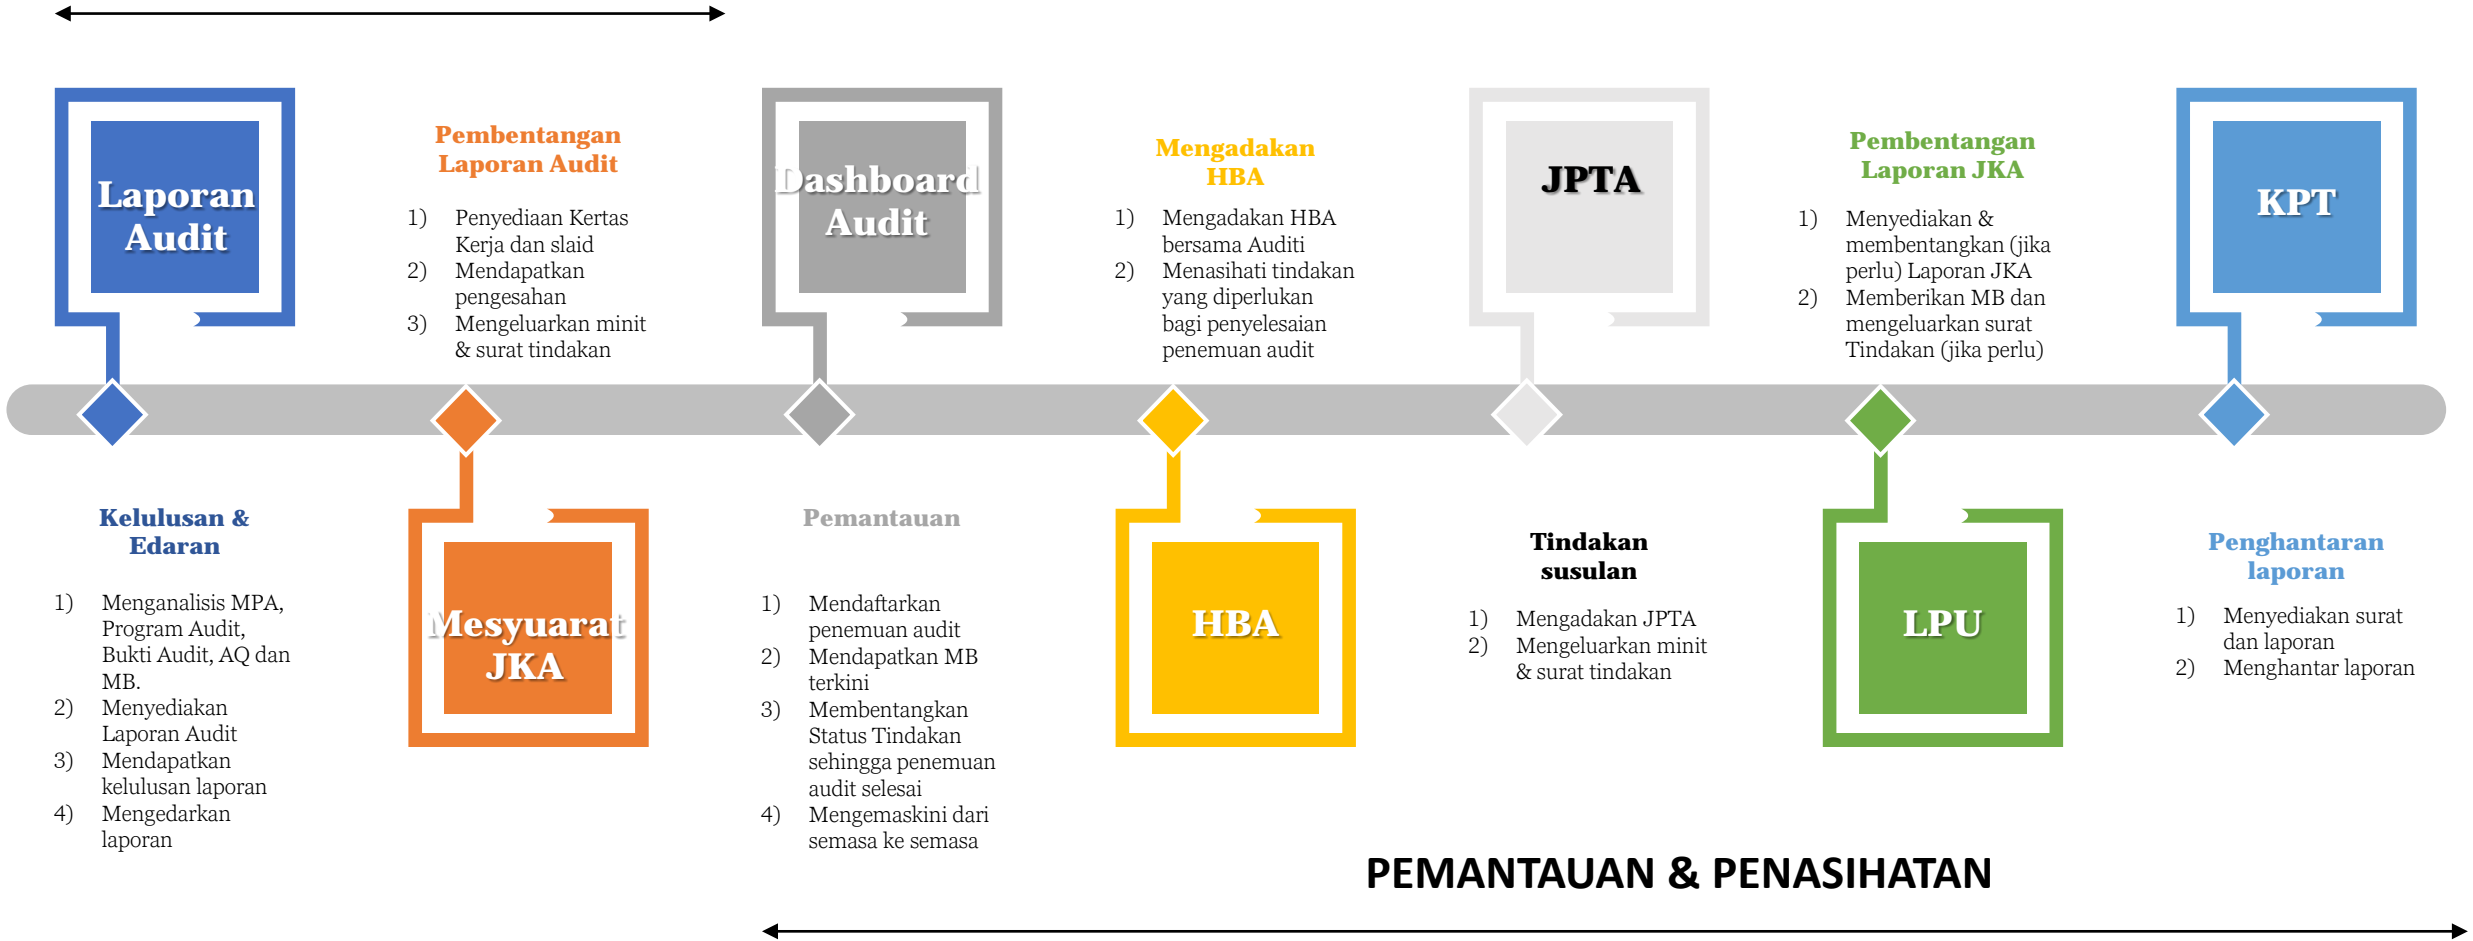 Laporan
Audit
Kelulusan &
Edaran
1) Menganalisis MPA,
Program Audit,
Bukti Audit, AQ dan
MB.
2) Menyediakan
Laporan Audit
3) Mendapatkan
kelulusan laporan
4) Mengedarkan
laporan
Pembentangan
Laporan Audit
1) Penyediaan Kertas
Kerja dan slaid
2) Mendapatkan
pengesahan
3) Mengeluarkan minit
& surat tindakan
Mesyuarat
JKA
Dashboard
Audit
Pemantauan
1) Mendaftarkan
penemuan audit
2) Mendapatkan MB
terkini
3) Membentangkan
Status Tindakan
sehingga penemuan
audit selesai
4) Mengemaskini dari
semasa ke semasa
Mengadakan
HBA
1) Mengadakan HBA
bersama Auditi
2) Menasihati tindakan
yang diperlukan
bagi penyelesaian
penemuan audit
HBA
JPTA
Tindakan
susulan
1) Mengadakan JPTA
2) Mengeluarkan minit
& surat tindakan
Pembentangan
Laporan JKA
1) Menyediakan &
membentangkan (jika
perlu) Laporan JKA
2) Memberikan MB dan
mengeluarkan surat
Tindakan (jika perlu)
LPU
KPT
Penghantaran
laporan
1) Menyediakan surat
dan laporan
2) Menghantar laporan
PEMANTAUAN & PENASIHATAN